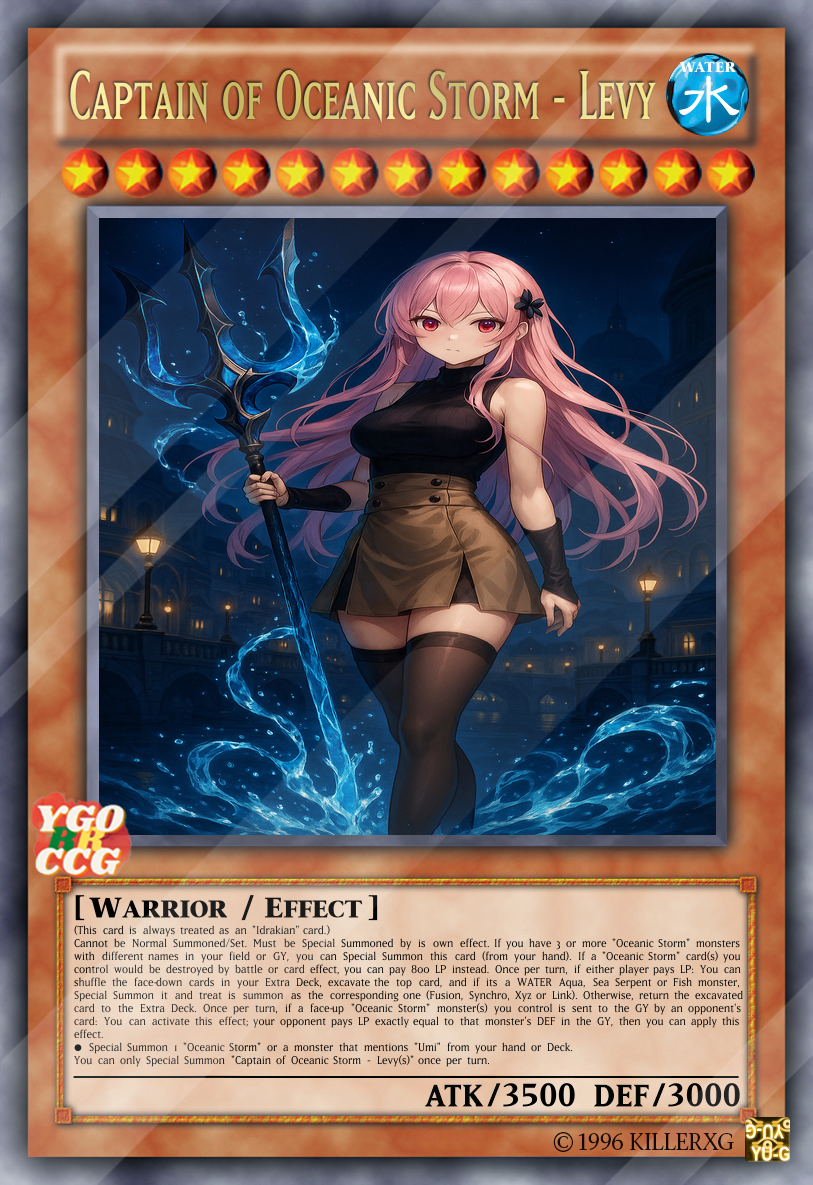 CAPTAIN OF OCEANIC STORM - LEVY
WATER
水
YGO
BR
CCG
[ WARRIOR / EFFECT ]
(This card is always treated as an "Idrakian" card.)
Cannot be Normal Summoned/Set. Must be Special Summoned by is own effect. If you have 3 or more "Oceanic Storm" monsters
with different names in your field or GY, you can Special Summon this card (from your hand). If a "Oceanic Storm" card(s) you
control would be destroyed by battle or card effect, you can pay 800 LP instead. Once per turn, if either player pays LP: You can
shuffle the face-down cards in your Extra Deck, excavate the top card, and if its a WATER Aqua, Sea Serpent or Fish monster,
Special Summon it and treat is summon as the corresponding one (Fusion, Synchro, Xyz or Link). Otherwise, return the excavated
card to the Extra Deck. Once per turn, if a face-up "Oceanic Storm" monster(s) you control is sent to the GY by an opponent's
card: You can activate this effect; your opponent pays LP exactly equal to that monster's DEF in the GY, then you can apply this
effect.
● Special Summon 1 "Oceanic Storm" or a monster that mentions "Umi" from your hand or Deck.
You can only Special Summon "Captain of Oceanic Storm - Levy(s)" once per turn.
ATK/3500 DEF/3000
© 1996 KILLERXG
YU-G